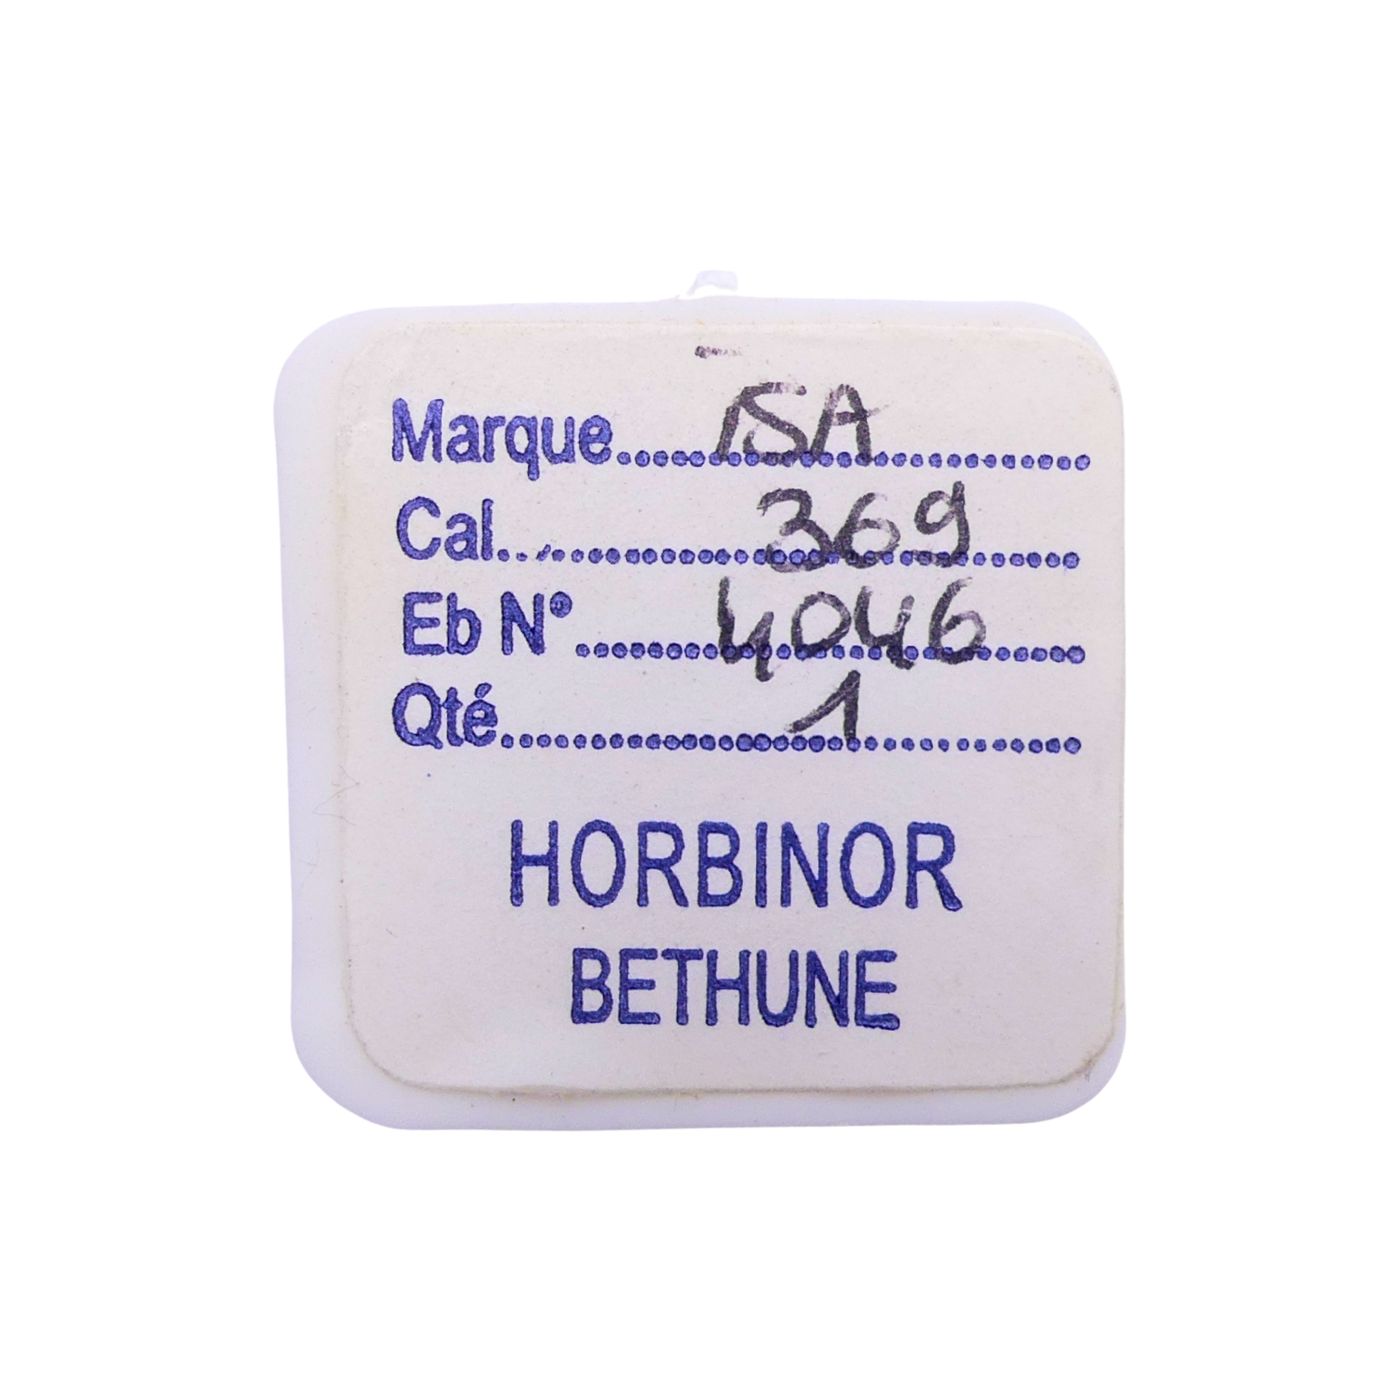 Marque..........ISA..........
Cal..........369..........
Eb N°..........4046..........
Qté..........1..........
HORBINOR
BETHUNE